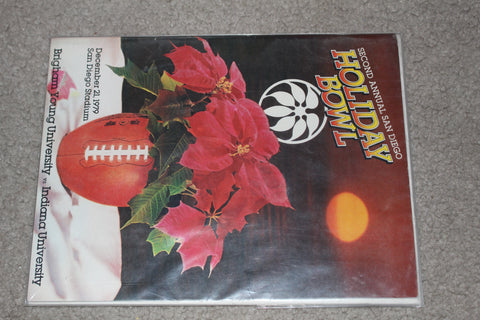 SECOND ANNUAL SAN DIEGO
HOLIDAY
BOWL
December 21, 1979
San Diego Stadium
Brigham Young University vs. Indiana University